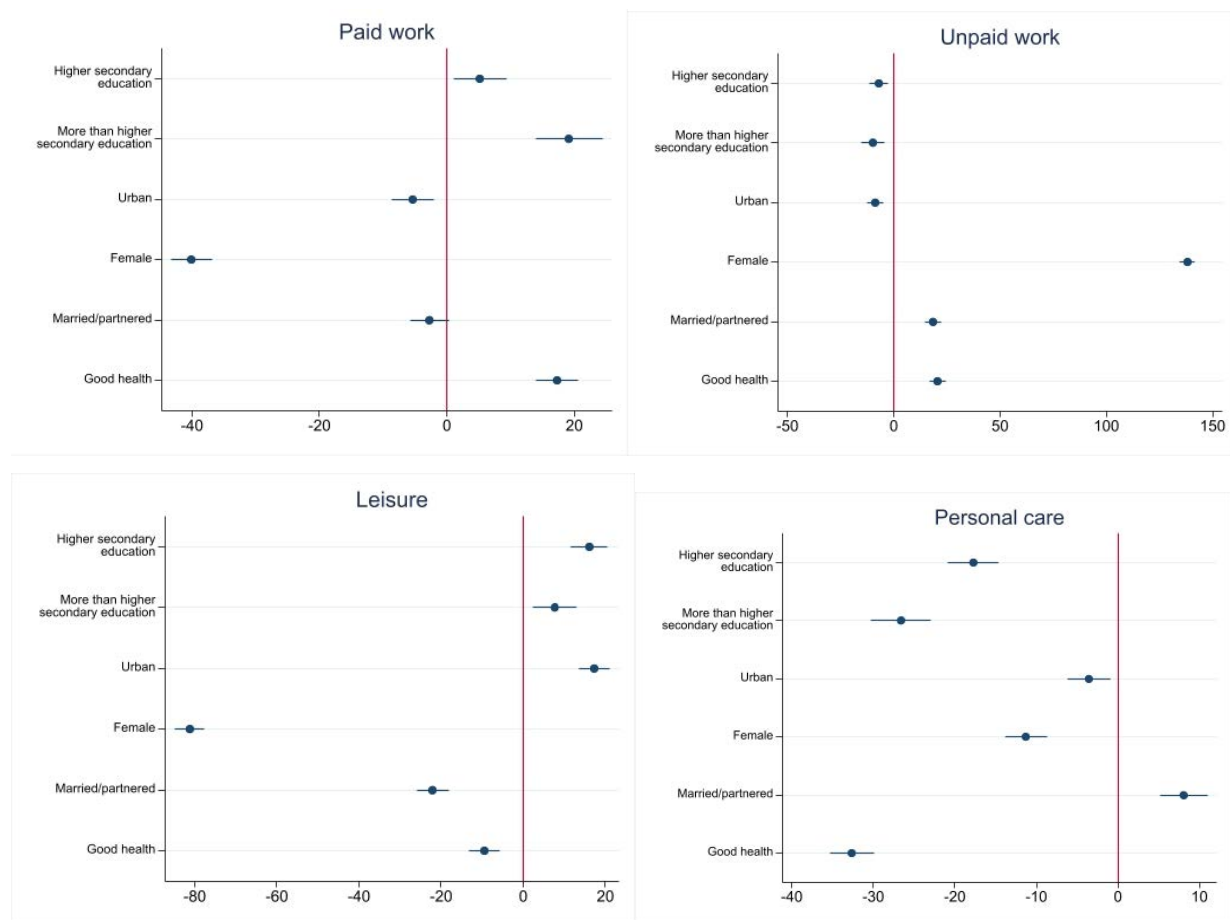 Paid work
Higher secondary
education
More than higher
secondary education
Urban
Female
Married/partnered
Good health
-40 -20 0 20
Unpaid work
Higher secondary
education
More than higher
secondary education
Urban
Female
Married/partnered
Good health
-50 0 50 100 150
Leisure
Higher secondary
education
More than higher
secondary education
Urban
Female
Married/partnered
Good health
-80 -60 -40 -20 0 20
Personal care
Higher secondary
education
More than higher
secondary education
Urban
Female
Married/partnered
Good health
-40 -30 -20 -10 0 10